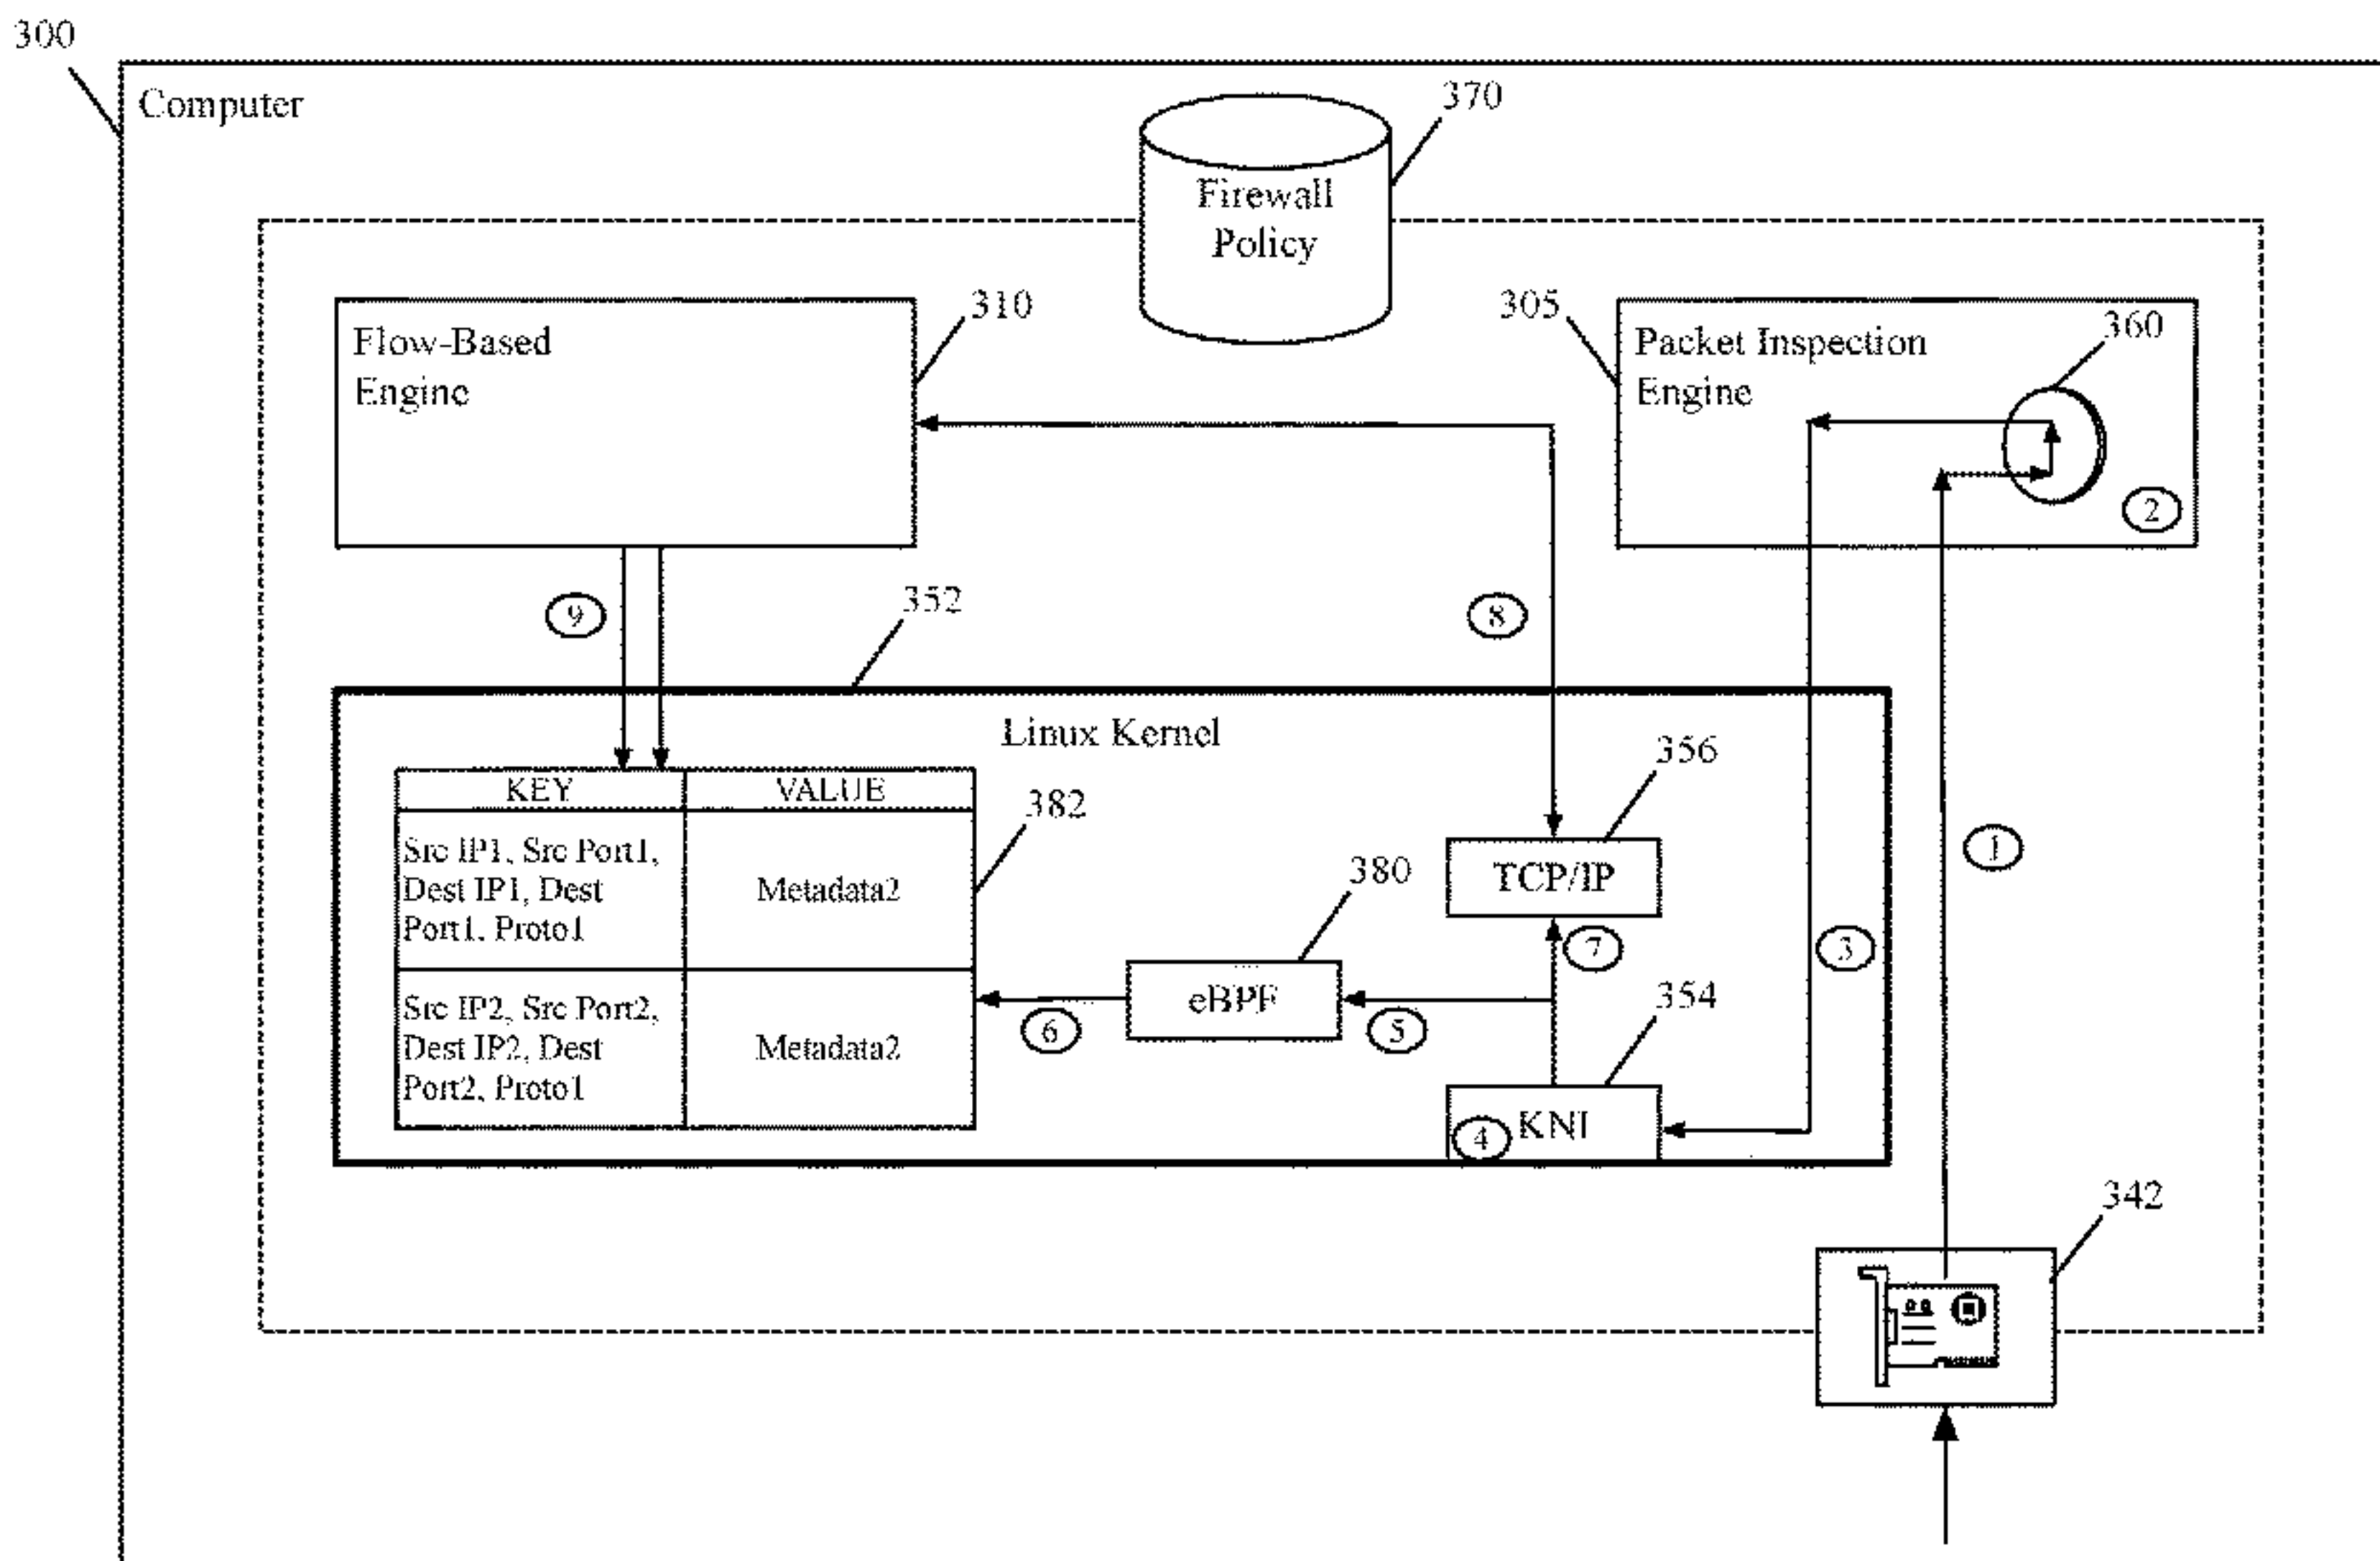 300
Computer
370
Firewall
Policy
310
Flow-Based
Engine
305
360
Packet Inspection
Engine
2
9
352
8
Linux Kernel
356
KEY VALUE
382
Src IP1, Src Port1,
Dest IP1, Dest
Port1, Proto1
Metadata2
TCP/IP
1
380
7
3
354
eBPF
Src IP2, Src Port2,
Dest IP2, Dest
Port2, Proto1
Metadata2
6
5
4
KNI
342